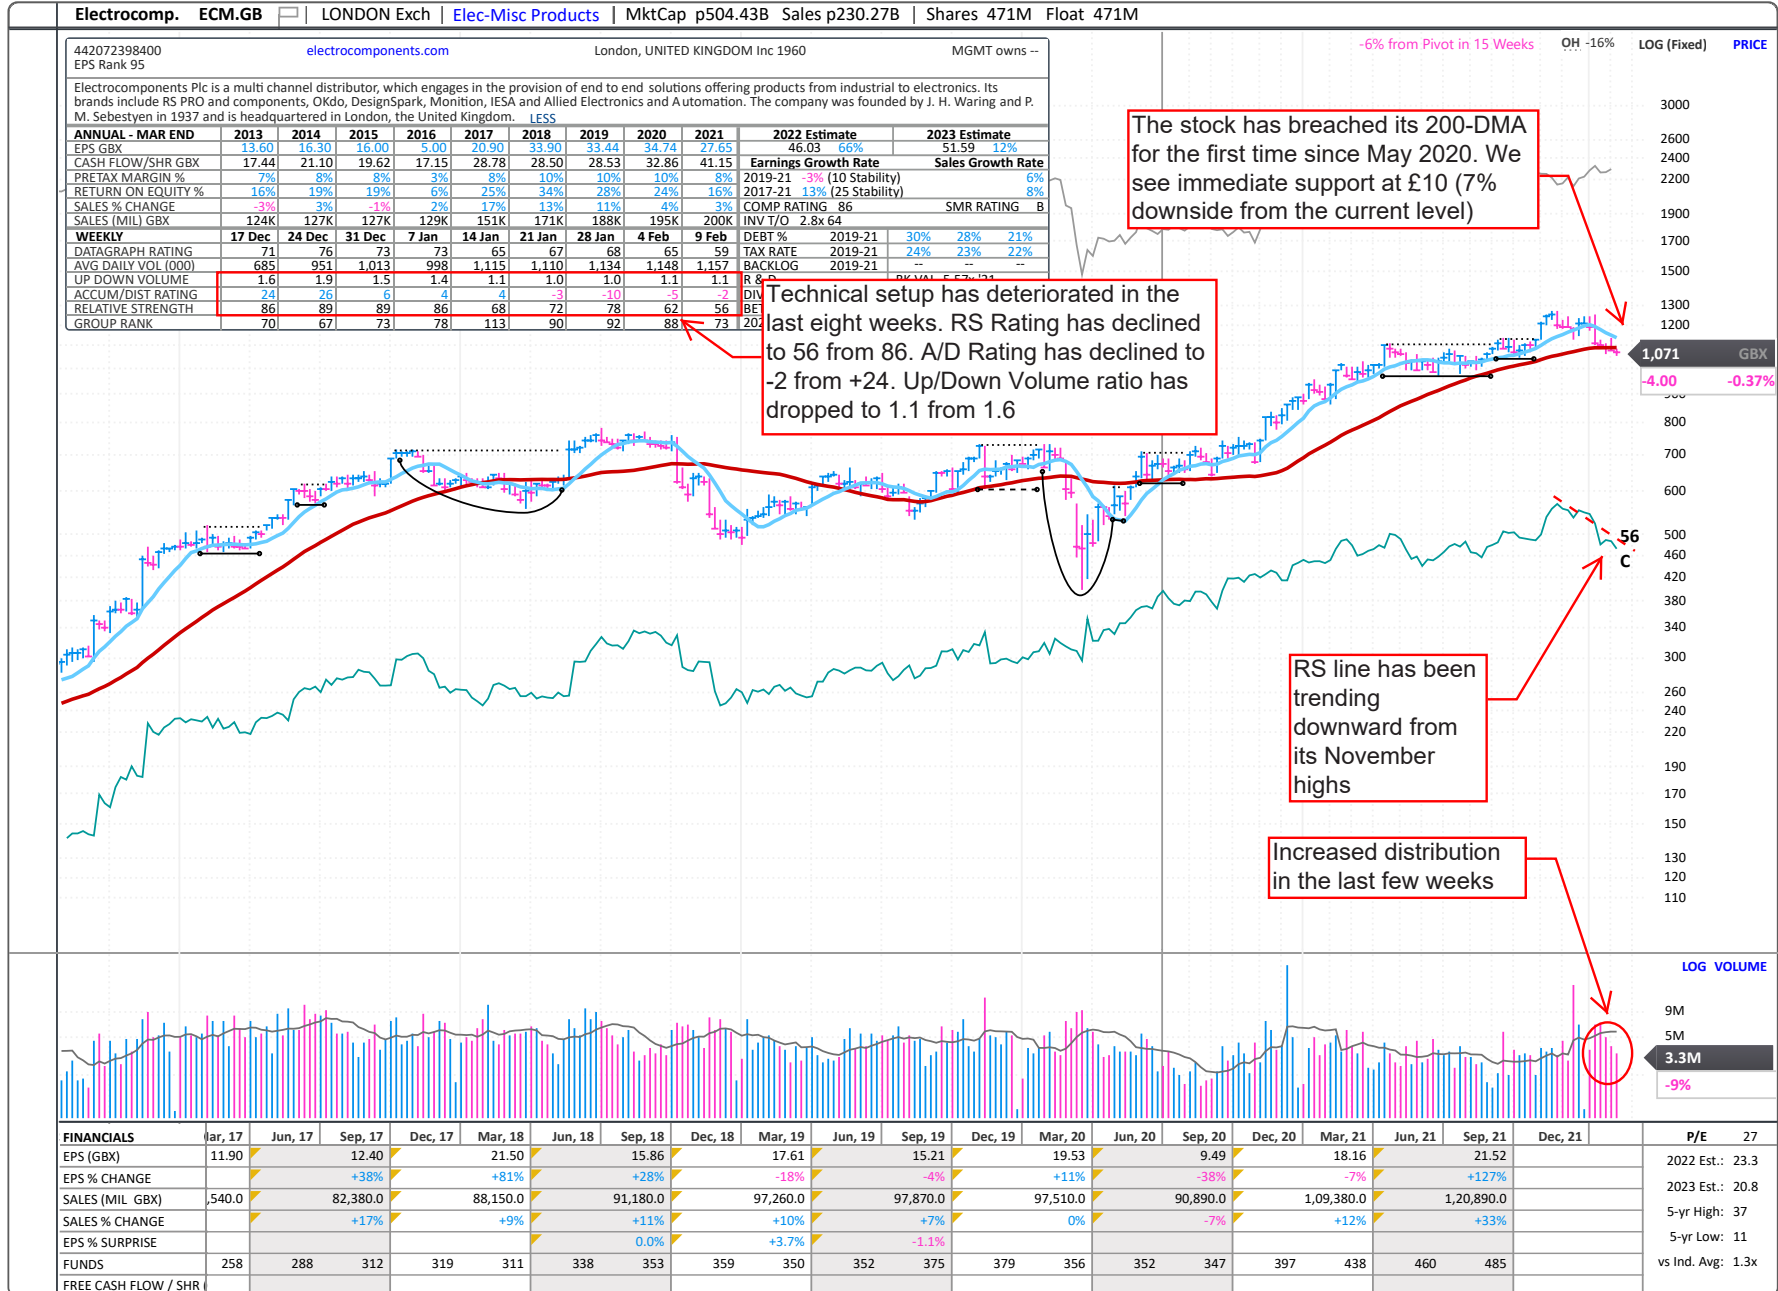 Electrocomp. ECM.GB | LONDON Exch | Elec-Misc Products | MktCap p504.43B Sales p230.27B | Shares 471M Float 471M
442072398400 electrocomponents.com London, UNITED KINGDOM Inc 1960 MGMT owns --
EPS Rank 95
Electrocomponents Plc is a multi channel distributor, which engages in the provision of end to end solutions offering products from industrial to electronics. Its
brands include RS PRO and components, OKdo, DesignSpark, Monition, IESA and Allied Electronics and Automation. The company was founded by J. H. Waring and P.
M. Sebestyen in 1937 and is headquartered in London, the United Kingdom. LESS
ANNUAL - MAR END 2013 2014 2015 2016 2017 2018 2019 2020 2021 2022 Estimate 2023 Estimate
EPS GBX 13.60 16.30 16.00 5.00 20.90 33.90 33.44 34.74 27.65 46.03 66% 51.59 12%
CASH FLOW/SHR GBX 17.44 21.10 19.62 17.15 28.78 28.50 28.53 32.86 41.15 Earnings Growth Rate Sales Growth Rate
PRETAX MARGIN % 7% 8% 8% 3% 8% 10% 10% 10% 8% 2019-21 -3% (10 Stability) 6%
RETURN ON EQUITY % 16% 19% 19% 6% 25% 34% 28% 24% 16% 2017-21 13% (25 Stability) 8%
SALES % CHANGE -3% 3% -1% 2% 17% 13% 11% 4% 3% COMP RATING 86 SMR RATING B
SALES (MIL) GBX 124K 127K 127K 129K 151K 171K 188K 195K 200K INV T/O 2.8x 64
WEEKLY 17 Dec 24 Dec 31 Dec 7 Jan 14 Jan 21 Jan 28 Jan 4 Feb 9 Feb DEBT % 2019-21 30% 28% 21%
DATAGRAPH RATING 71 76 73 73 65 67 68 65 59 TAX RATE 2019-21 24% 23% 22%
AVG DAILY VOL (000) 685 951 1,013 998 1,115 1,110 1,134 1,148 1,157 BACKLOG 2019-21 -- -- --
UP DOWN VOLUME 1.6 1.9 1.5 1.4 1.1 1.0 1.0 1.1 1.1
ACCUM/DIST RATING 24 26 6 4 4 -3 -10 -5 -2 DIV
RELATIVE STRENGTH 86 89 89 86 68 72 78 62 56 BET
GROUP RANK 70 67 73 78 113 90 92 88 73 202
-6% from Pivot in 15 Weeks OH -16% LOG (Fixed) PRICE
The stock has breached its 200-DMA
for the first time since May 2020. We
see immediate support at £10 (7%
downside from the current level)
Technical setup has deteriorated in the
last eight weeks. RS Rating has declined
to 56 from 86. A/D Rating has declined to
-2 from +24. Up/Down Volume ratio has
dropped to 1.1 from 1.6
3000
2600
2400
2200
1900
1700
1500
1300
1200
1,071 GBX
-4.00 -0.37%
800
700
600
500
460
420
380
340
300
260
240
220
190
170
150
130
120
110
56
C
RS line has been
trending
downward from
its November
highs
Increased distribution
in the last few weeks
LOG VOLUME
9M
5M
3.3M
-9%
FINANCIALS Mar, 17 Jun, 17 Sep, 17 Dec, 17 Mar, 18 Jun, 18 Sep, 18 Dec, 18 Mar, 19 Jun, 19 Sep, 19 Dec, 19 Mar, 20 Jun, 20 Sep, 20 Dec, 20 Mar, 21 Jun, 21 Sep, 21 Dec, 21
EPS (GBX) 11.90 12.40 21.50 15.86 17.61 15.21 19.53 9.49 18.16 21.52
EPS % CHANGE +38% +81% +28% -18% -4% +11% -38% -7% +127%
SALES (MIL GBX) ,540.0 82,380.0 88,150.0 91,180.0 97,260.0 97,870.0 97,510.0 90,890.0 1,09,380.0 1,20,890.0
SALES % CHANGE +17% +9% +11% +10% +7% 0% -7% +12% +33%
EPS % SURPRISE 0.0% +3.7% -1.1%
FUNDS 258 288 312 319 311 338 353 359 350 352 375 379 356 352 347 397 438 460 485
FREE CASH FLOW / SHR (
P/E 27
2022 Est.: 23.3
2023 Est.: 20.8
5-yr High: 37
5-yr Low: 11
vs Ind. Avg: 1.3x